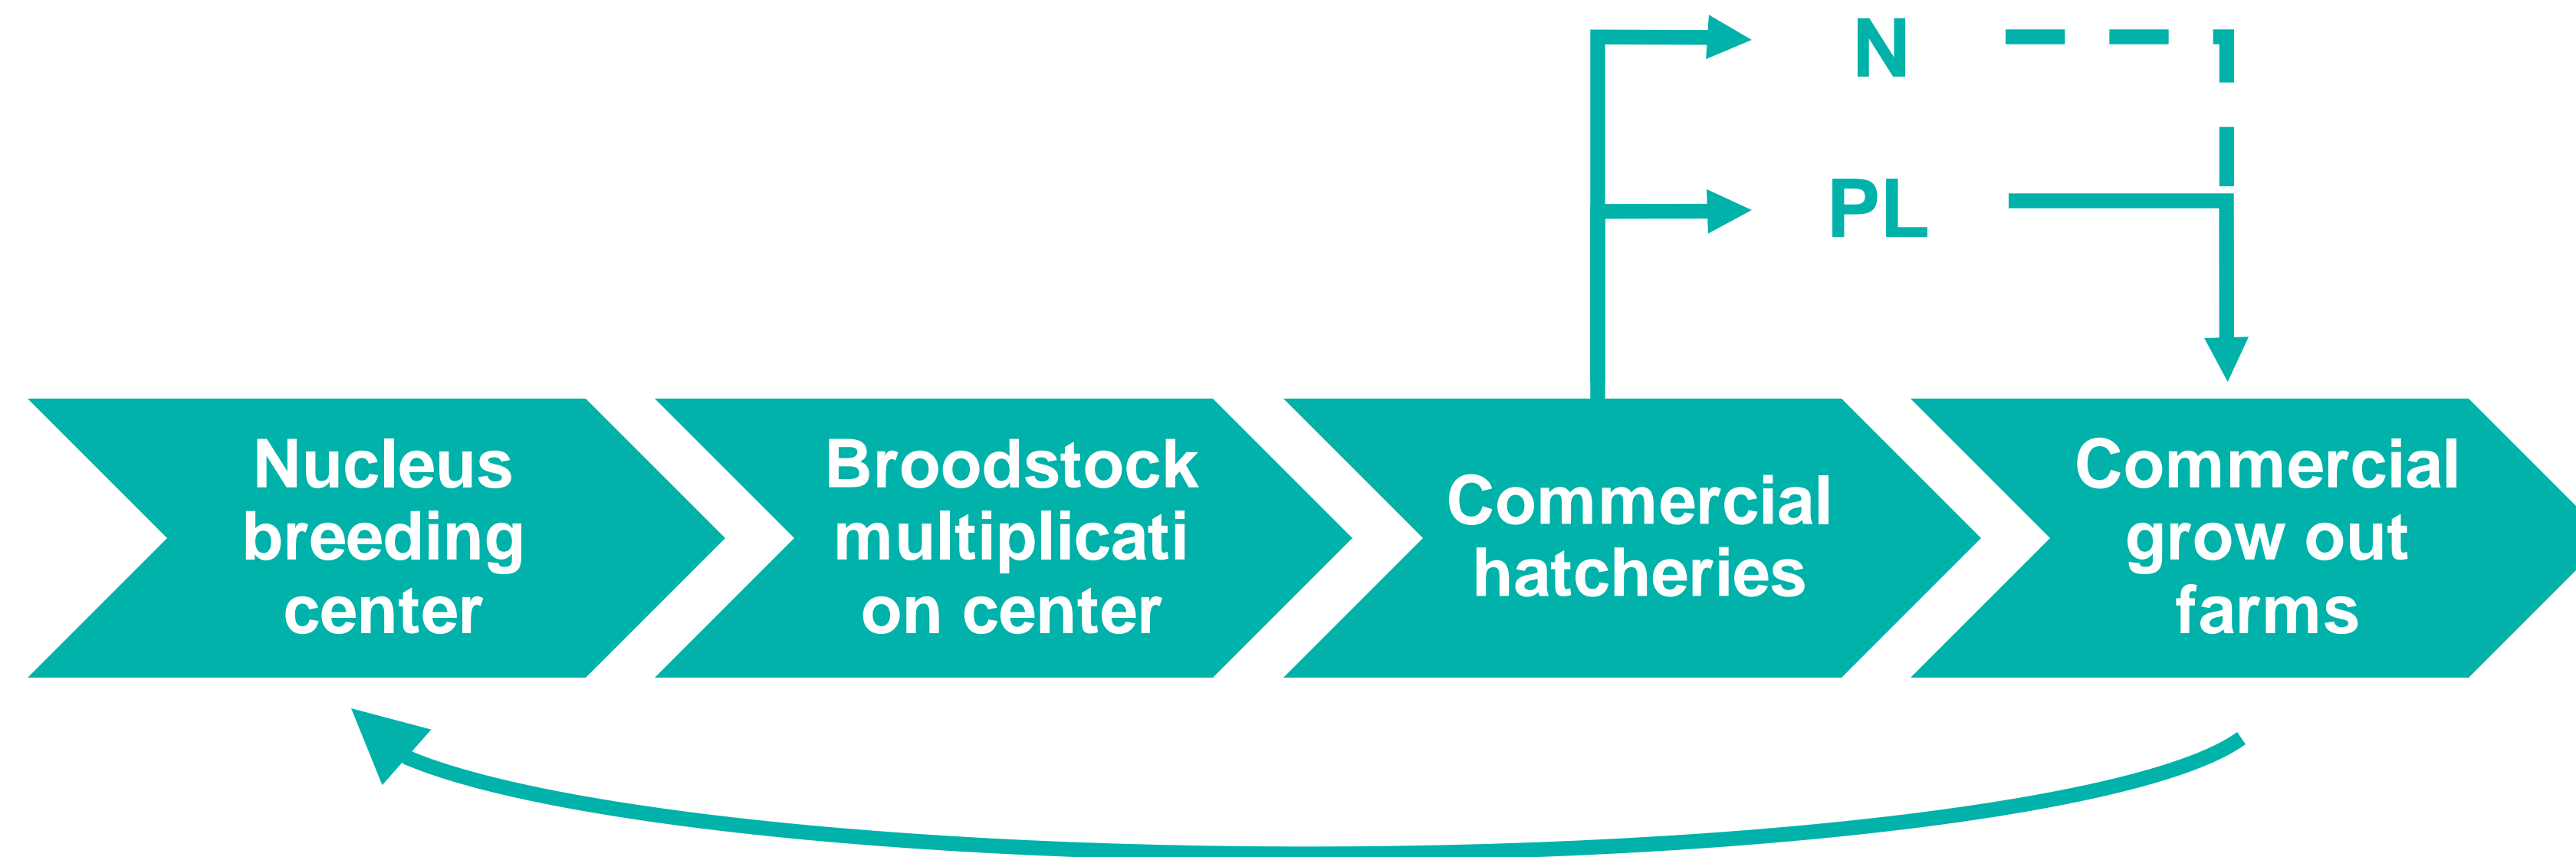 N
PL
Nucleus
breeding
center
Broodstock
multiplicati
on center
Commercial
hatcheries
Commercial
grow out
farms